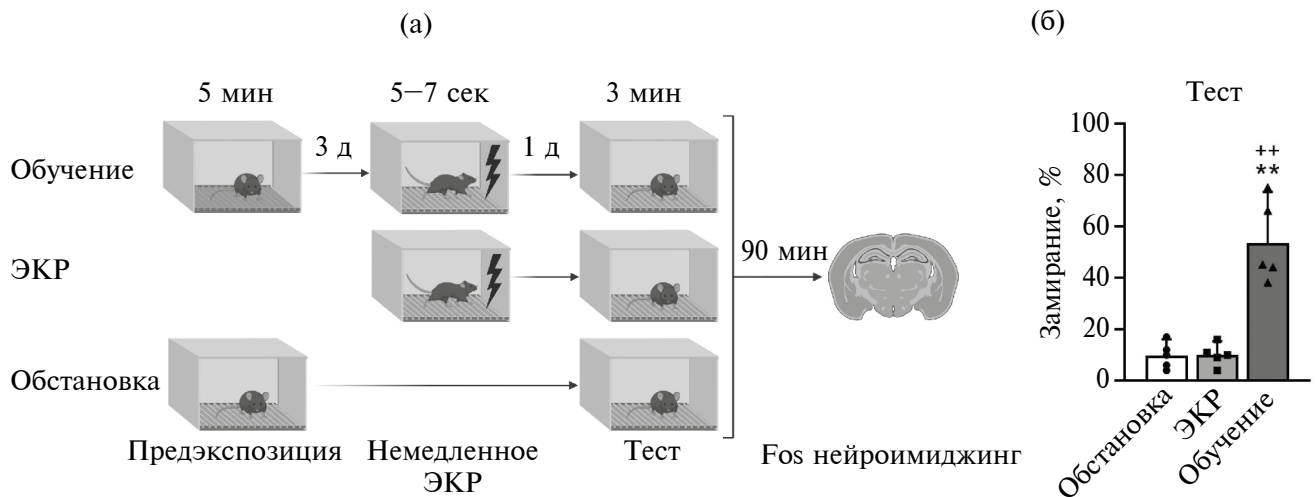 (а)
5 мин
5–7 сек
3 мин
Обучение
3 д
1 д
ЭКР
90 мин
Обстановка
Предэкспозиция
Немедленное
ЭКР
Тест
Fos нейроимиджинг
(б)
Тест
Замирание, %
100
80
60
40
20
0
++
**
Обстановка
ЭКР
Обучение